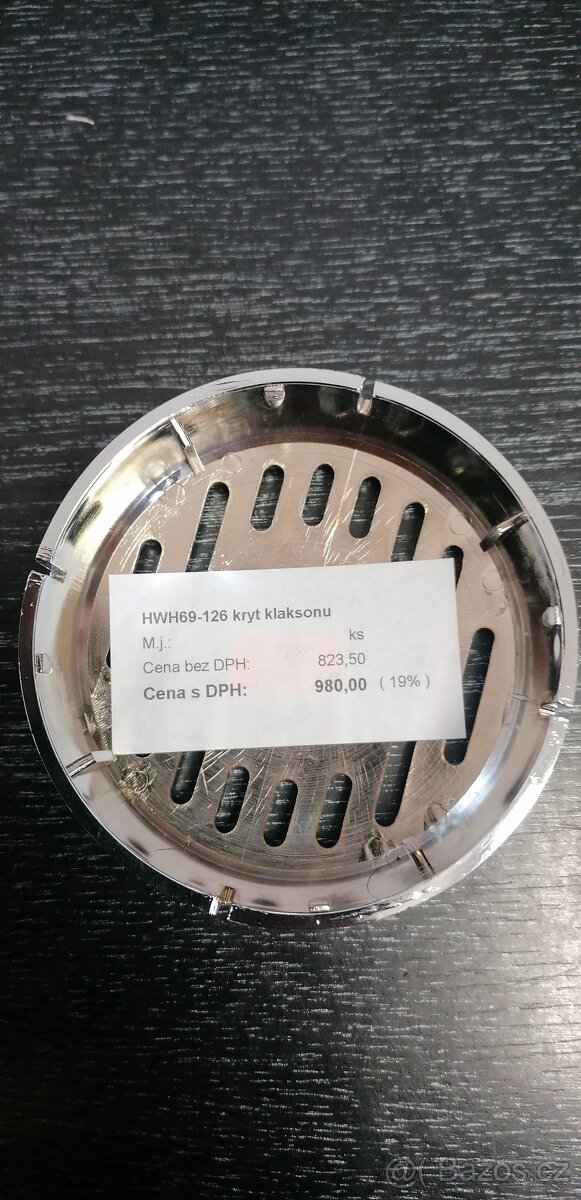 HWH69-126 kryt klaksonu
M.j.: ks
Cena bez DPH: 823,50
Cena s DPH: 980,00 ( 19% )
Bazos.cz